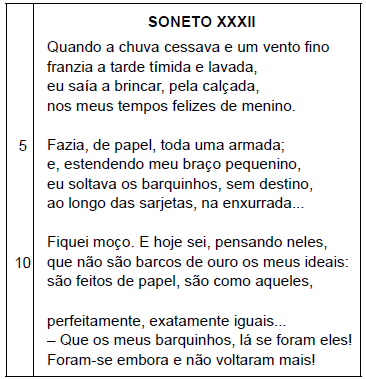 SONETO XXXII
Quando a chuva cessava e um vento fino
franzia a tarde tímida e lavada,
eu saía a brincar, pela calçada,
nos meus tempos felizes de menino.
5 Fazia, de papel, toda uma armada;
e, estendendo meu braço pequenino,
eu soltava os barquinhos, sem destino,
ao longo das sarjetas, na enxurrada...
Fiquei moço. E hoje sei, pensando neles,
10 que não são barcos de ouro os meus ideais:
são feitos de papel, são como aqueles,
perfeitamente, exatamente iguais...
– Que os meus barquinhos, lá se foram eles!
Foram-se embora e não voltaram mais!